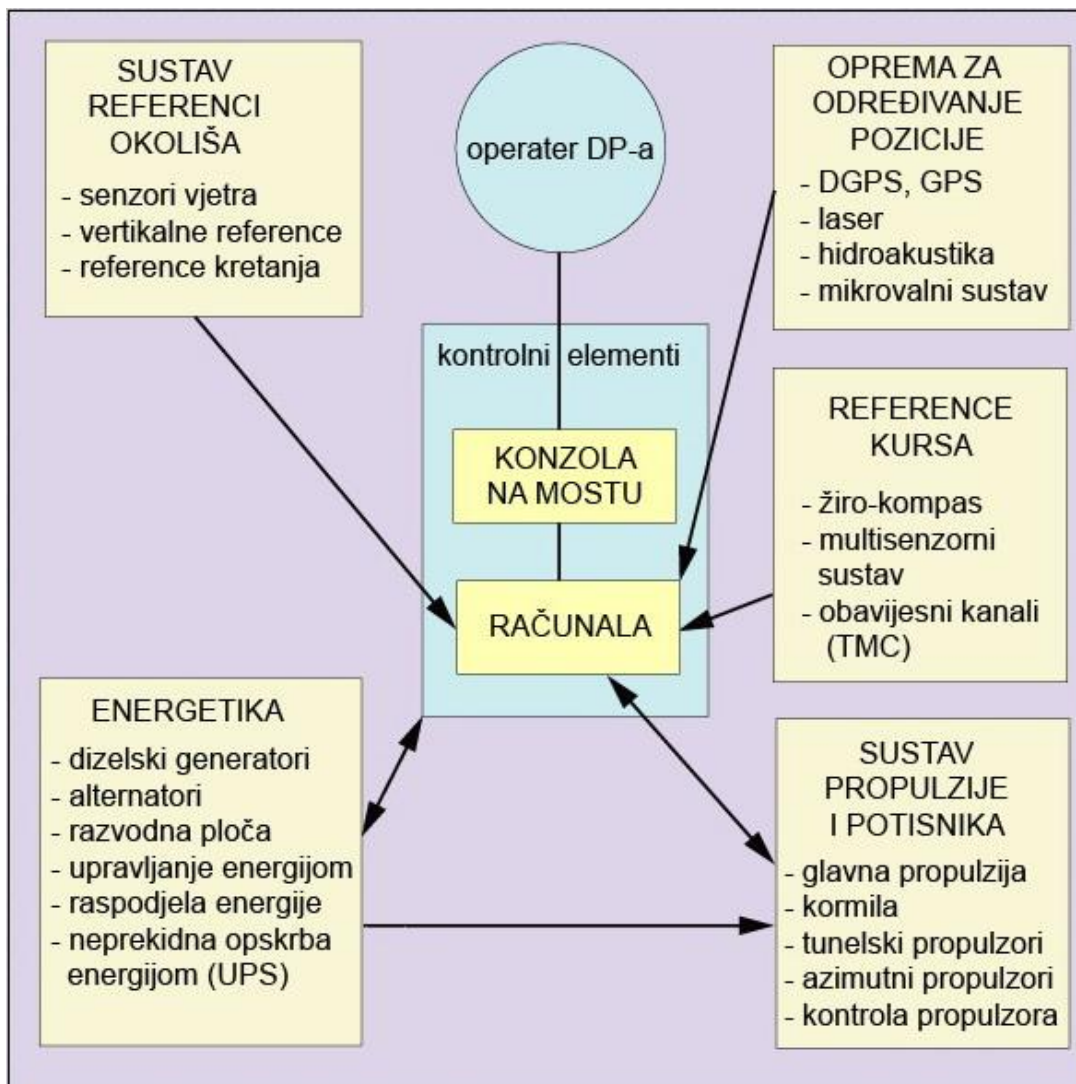 SUSTAV
REFERENCI
OKOLIŠA
- senzori vjetra
- vertikalne reference
- reference kretanja
operater DP-a
OPREMA ZA
ODREĐIVANJE
POZICIJE
- DGPS, GPS
- laser
- hidroakustika
- mikrovalni sustav
kontrolni elementi
KONZOLA
NA MOSTU
RAČUNALA
REFERENCE
KURSA
- žiro-kompas
- multisenzorni
sustav
- obavijesni kanali
(TMC)
ENERGETIKA
- dizelski generatori
- alternatori
- razvodna ploča
- upravljanje energijom
- raspodjela energije
- neprekidna opskrba
energijom (UPS)
SUSTAV
PROPULZIJE
I POTISNIKA
- glavna propulzija
- kormila
- tunelski propulzori
- azimutni propulzori
- kontrola propulzora